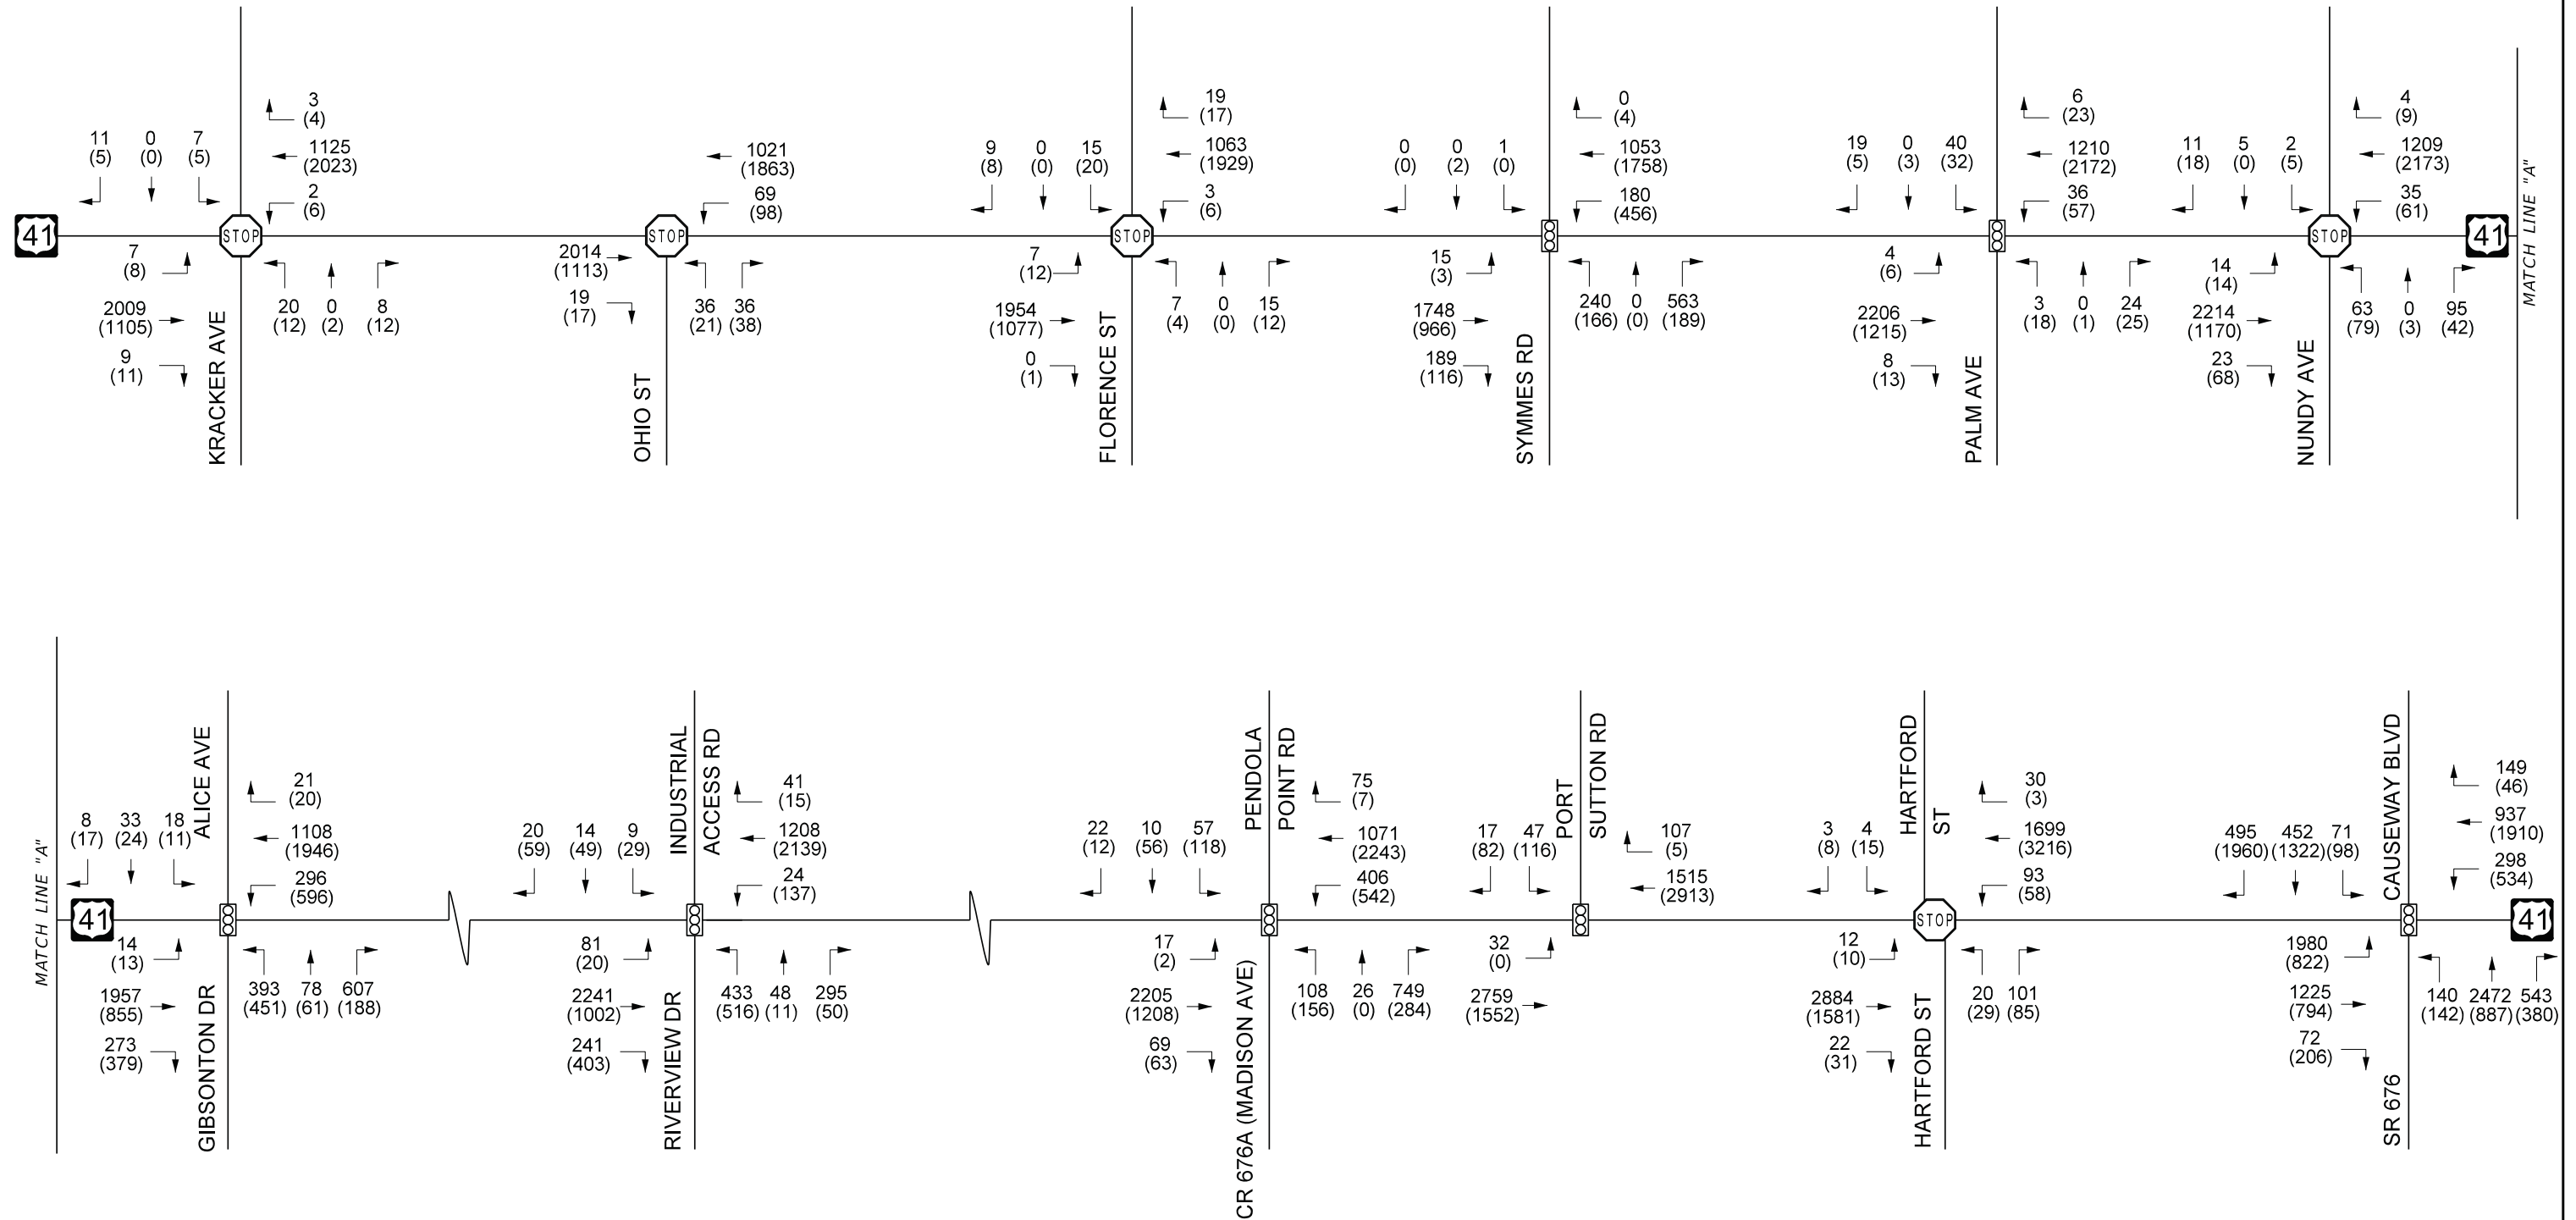 11 0 7
(5) (0) (5)
3
(4)
1125
(2023)
2
(6)
41
STOP
7
(8)
2009
(1105)
9
(11)
20 0 8
(12) (2) (12)
KRACKER AVE
1021
(1863)
69
(98)
STOP
2014
(1113)
19
(17)
36 36
(21) (38)
OHIO ST
9 0 15
(8) (0) (20)
19
(17)
1063
(1929)
3
(6)
STOP
7
(12)
1954
(1077)
0
(1)
7 0 15
(4) (0) (12)
FLORENCE ST
0 0 1
(0) (2) (0)
0
(4)
1053
(1758)
180
(456)
15
(3)
1748
(966)
189
(116)
240 0 563
(166) (0) (189)
SYMMES RD
19 0 40
(5) (3) (32)
6
(23)
1210
(2172)
36
(57)
4
(6)
2206
(1215)
8
(13)
3 0 24
(18) (1) (25)
PALM AVE
11 5 2
(18) (0) (5)
4
(9)
1209
(2173)
35
(61)
STOP
41
14
(14)
2214
(1170)
23
(68)
63 0 95
(79) (3) (42)
NUNDY AVE
MATCH LINE "A"
MATCH LINE "A"
41
8 33 18
(17) (24) (11)
ALICE AVE
21
(20)
1108
(1946)
296
(596)
14
(13)
1957
(855)
273
(379)
393 78 607
(451) (61) (188)
GIBSONTON DR
20 14 9
(59) (49) (29)
INDUSTRIAL
ACCESS RD
41
(15)
1208
(2139)
24
(137)
81
(20)
2241
(1002)
241
(403)
433 48 295
(516) (11) (50)
RIVERVIEW DR
22 10 57
(12) (56) (118)
PENDOLA
POINT RD
75
(7)
1071
(2243)
406
(542)
17
(2)
2205
(1208)
69
(63)
108 26 749
(156) (0) (284)
CR 676A (MADISON AVE)
17 47
(82) (116)
PORT
SUTTON RD
107
(5)
1515
(2913)
32
(0)
2759
(1552)
3 4
(8) (15)
HARTFORD
ST
30
(3)
1699
(3216)
93
(58)
STOP
12
(10)
2884
(1581)
22
(31)
20 101
(29) (85)
HARTFORD ST
495 452 71
(1960) (1322) (98)
CAUSEWAY BLVD
149
(46)
937
(1910)
298
(534)
41
1980
(822)
1225
(794)
72
(206)
140 2472 543
(142) (887) (380)
SR 676